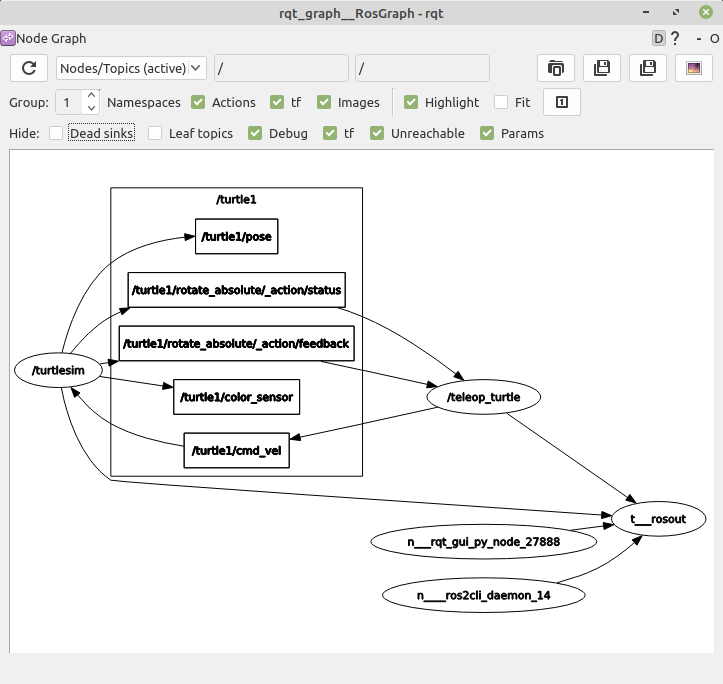 rqt_graph__RosGraph - rqt
Node Graph
D ? - O
Nodes/Topics (active) / /
Group: 1 Namespaces Actions tf Images Highlight Fit 1
Hide: Dead sinks Leaf topics Debug tf Unreachable Params
/turtle1
/turtle1/pose
/turtle1/rotate_absolute/_action/status
/turtle1/rotate_absolute/_action/feedback
/turtlesim
/turtle1/color_sensor
/teleop_turtle
/turtle1/cmd_vel
t___rosout
n___rqt_gui_py_node_27888
n____ros2cli_daemon_14